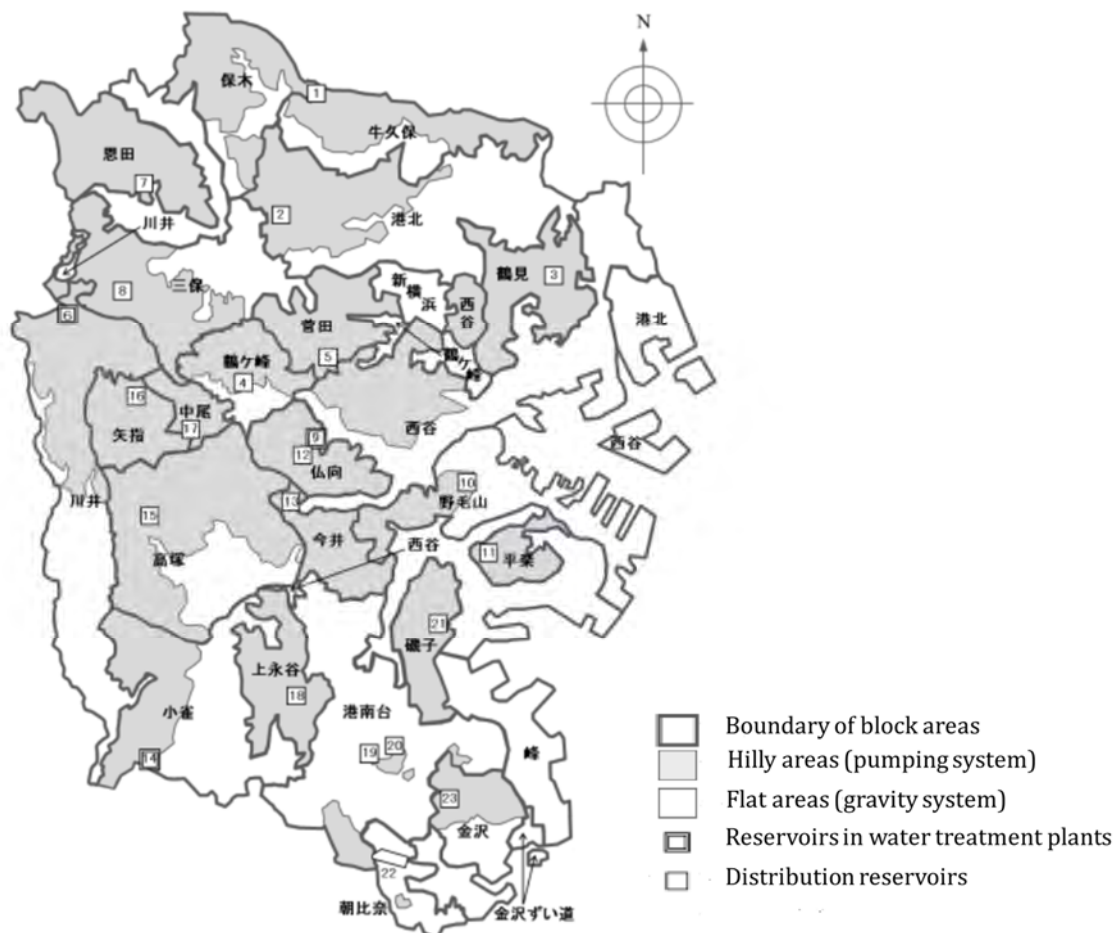 N
保木
1
牛久保
恩田
7
川井
2
港北
三保
8
新横浜
西谷
鶴見
3
港北
6
菅田
5
鶴ケ峰
鶴ケ峰
4
16
中尾
17
矢指
西谷
西谷
9
12
仏向
10
野毛山
13
川井
15
今井
西谷
11
平楽
高塚
21
磯子
上永谷
18
小雀
港南台
19
20
14
峰
23
金沢
22
朝比奈
金沢ずい道
Boundary of block areas
Hilly areas (pumping system)
Flat areas (gravity system)
Reservoirs in water treatment plants
Distribution reservoirs